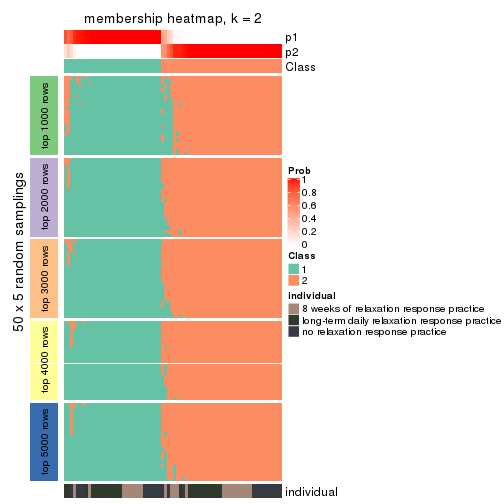 membership heatmap, k = 2
p1
p2
Class
50 x 5 random samplings
top 1000 rows
top 2000 rows
top 3000 rows
top 4000 rows
top 5000 rows
Prob
1
0.8
0.6
0.4
0.2
0
Class
1
2
individual
8 weeks of relaxation response practice
long-term daily relaxation response practice
no relaxation response practice
individual